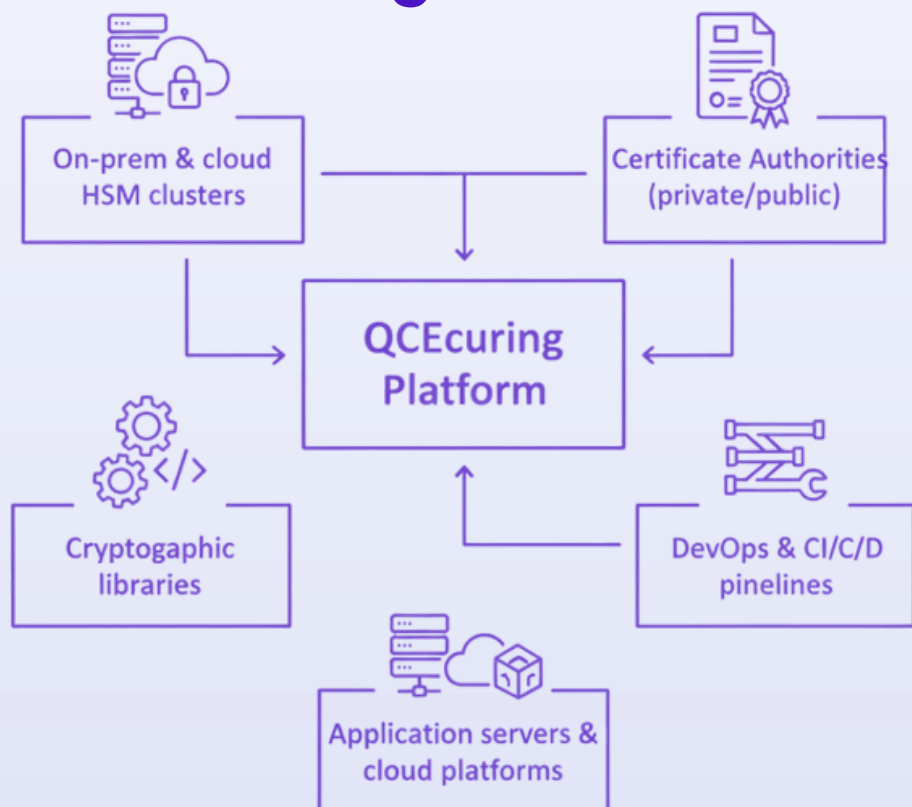 On-prem & cloud
HSM clusters
Certificate Authorities
(private/public)
QCEcuring
Platform
</>
Cryptogaphic
libraries
DevOps & CI/C/D
pinelines
Application servers &
cloud platforms